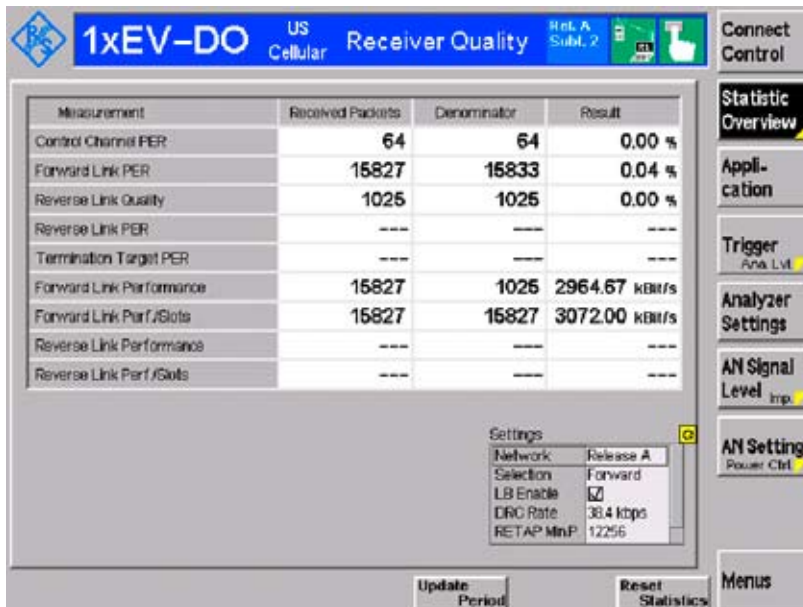 R&S
1xEV-DO US Cellular Receiver Quality Rel. A Subt. 2
Measurement Received Packets Denominator Result
Control Channel PER 64 64 0.00 %
Forward Link PER 15827 15833 0.04 %
Reverse Link Quality 1025 1025 0.00 %
Reverse Link PER --- --- ---
Termination Target PER --- --- ---
Forward Link Performance 15827 1025 2964.67 kBit/s
Forward Link Perf./Slots 15827 15827 3072.00 kBit/s
Reverse Link Performance --- --- ---
Reverse Link Perf./Slots --- --- ---
Settings
Network Release A
Selection Forward
LB Enable
DRC Rate 38.4 kbps
RETAP Min.P 12256
Update Period
Reset Statistics
Connect Control
Statistic Overview
Appli-
cation
Trigger
Ana. Lvl.
Analyzer Settings
AN Signal Level Imp.
AN Setting
Power Ctrl.
Menus